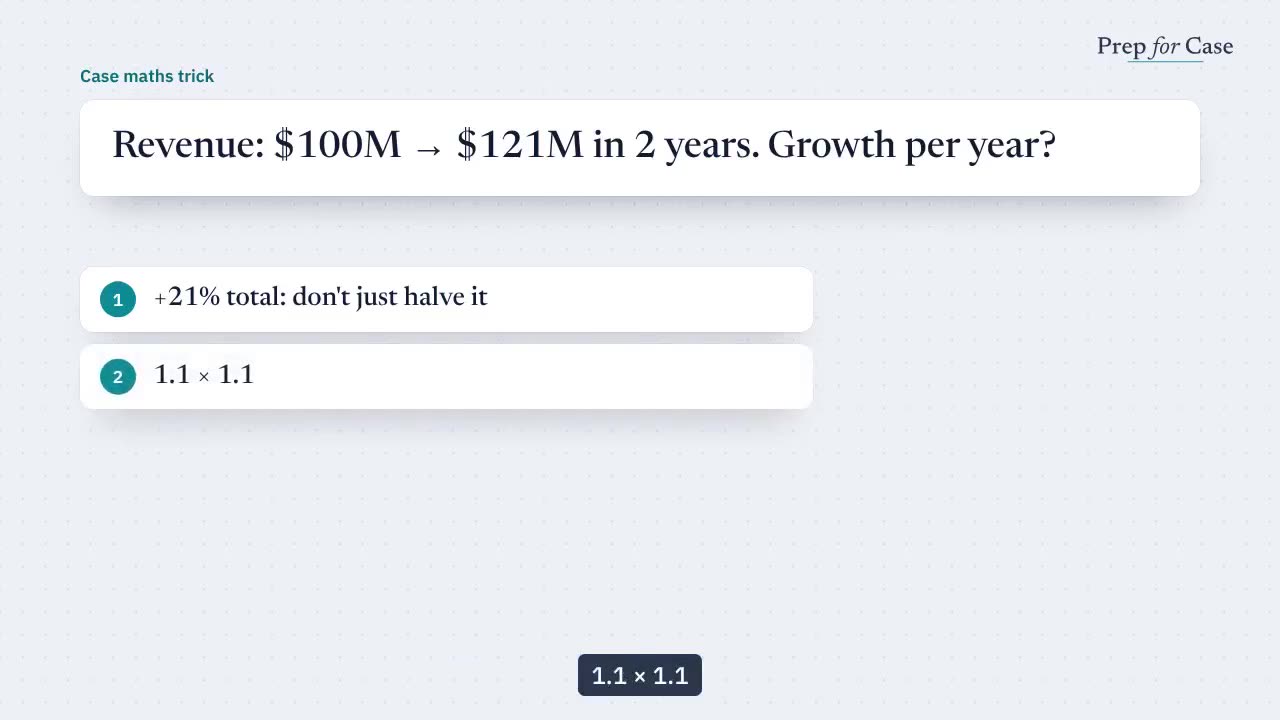 Prep for Case
Case maths trick
Revenue: $100M → $121M in 2 years. Growth per year?
1 +21% total: don't just halve it
2 1.1 × 1.1
1.1 × 1.1